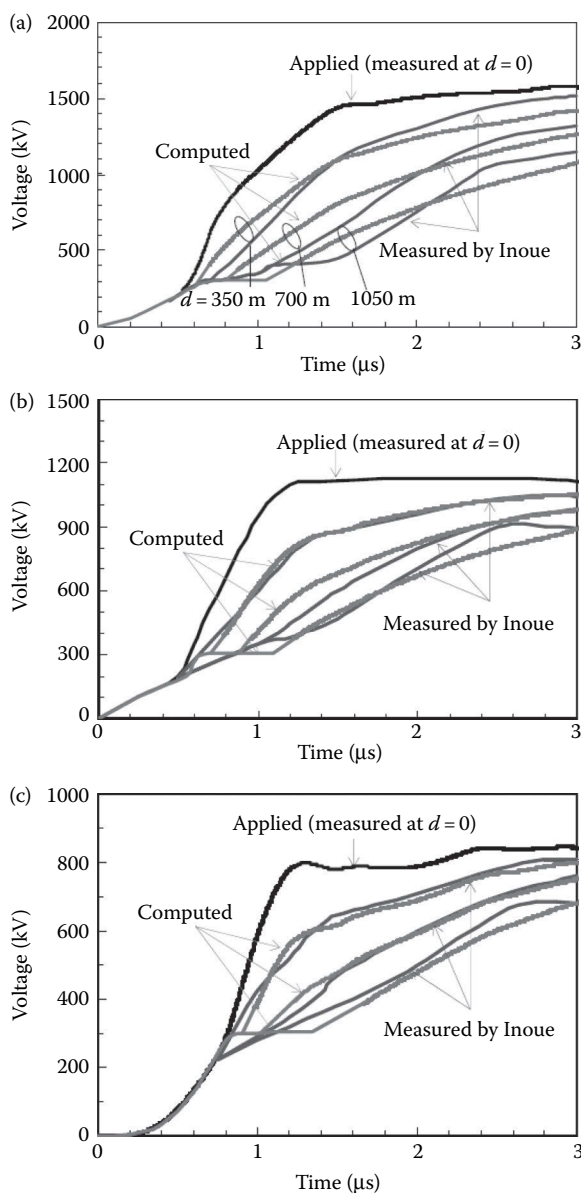 (a)
2000
1500
1000
500
0
Voltage (kV)
Applied (measured at d = 0)
Computed
Measured by Inoue
d = 350 m
700 m
1050 m
0
1
2
3
Time (μs)
(b)
1500
1200
900
600
300
0
Voltage (kV)
Applied (measured at d = 0)
Computed
Measured by Inoue
0
1
2
3
Time (μs)
(c)
1000
800
600
400
200
0
Voltage (kV)
Applied (measured at d = 0)
Computed
Measured by Inoue
0
1
2
3
Time (μs)